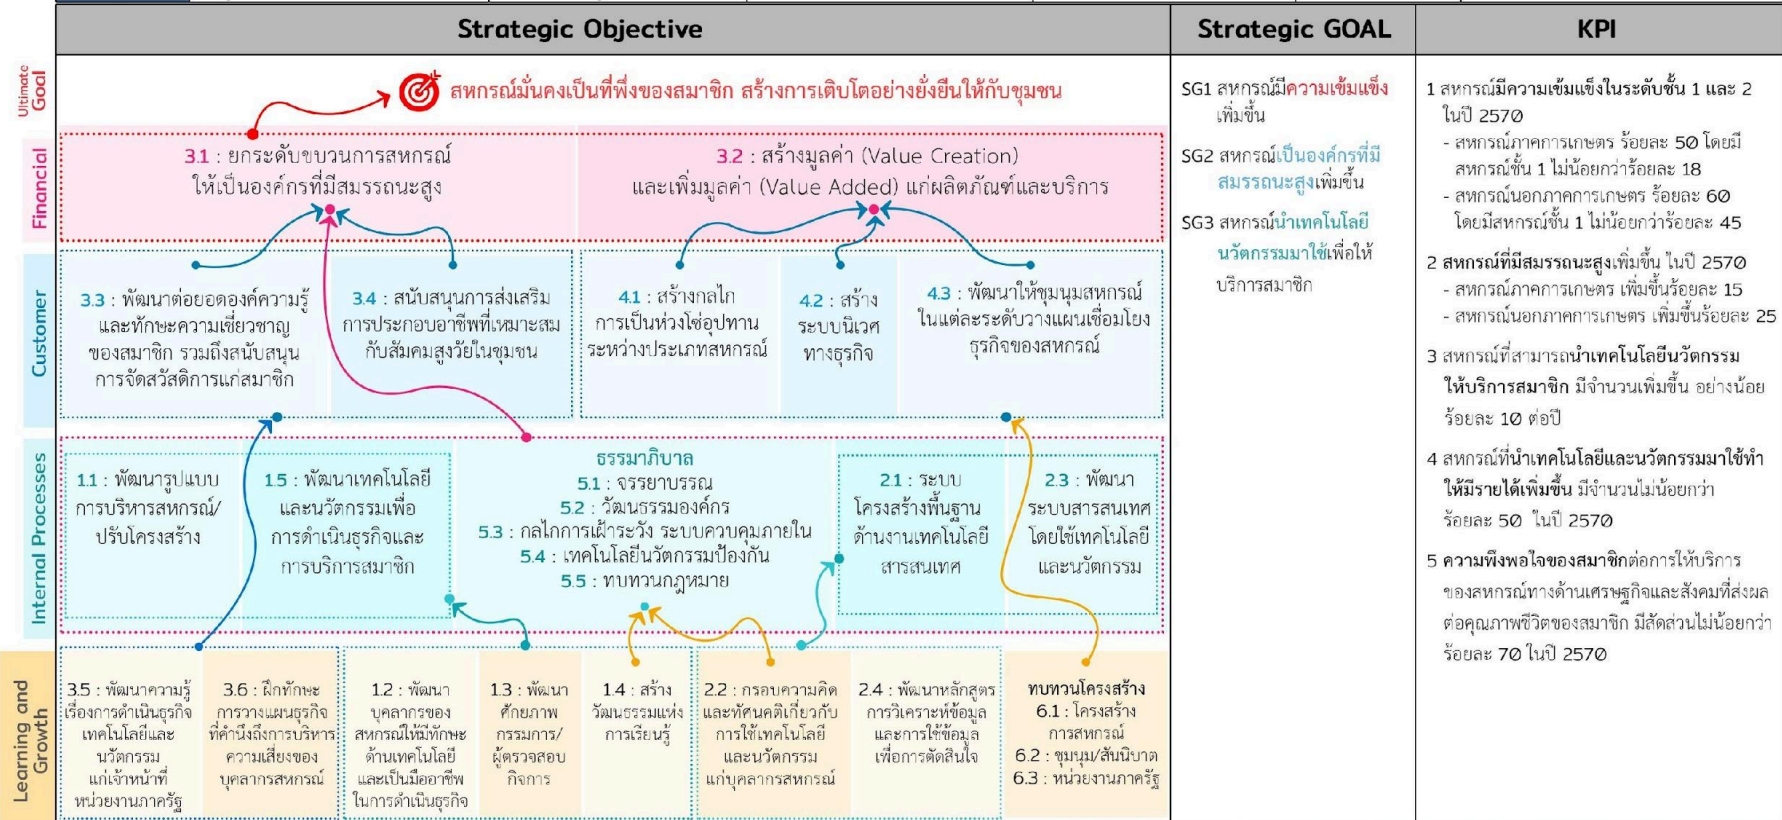 Strategic Objective
Strategic GOAL
KPI
Ultimate
Goal
สหกรณ์มั่นคงเป็นที่พึ่งของสมาชิก สร้างการเติบโตอย่างยั่งยืนให้กับชุมชน
Financial
3.1 : ยกระดับขบวนการสหกรณ์
ให้เป็นองค์กรที่มีสมรรถนะสูง
3.2 : สร้างมูลค่า (Value Creation)
และเพิ่มมูลค่า (Value Added) แก่ผลิตภัณฑ์และบริการ
Customer
3.3 : พัฒนาต่อยอดองค์ความรู้
และทักษะความเชี่ยวชาญ
ของสมาชิก รวมถึงสนับสนุน
การจัดสวัสดิการแก่สมาชิก
3.4 : สนับสนุนการส่งเสริม
การประกอบอาชีพที่เหมาะสม
กับสังคมสูงวัยในชุมชน
4.1 : สร้างกลไก
การเป็นห่วงโซ่อุปทาน
ระหว่างประเภทสหกรณ์
4.2 : สร้าง
ระบบนิเวศ
ทางธุรกิจ
4.3 : พัฒนาให้ชุมนุมสหกรณ์
ในแต่ละระดับวางแผนเชื่อมโยง
ธุรกิจของสหกรณ์
Internal Processes
1.1 : พัฒนารูปแบบ
การบริหารสหกรณ์/
ปรับโครงสร้าง
1.5 : พัฒนาเทคโนโลยี
และนวัตกรรมเพื่อ
การดำเนินธุรกิจและ
การบริการสมาชิก
ธรรมาภิบาล
5.1 : จรรยาบรรณ
5.2 : วัฒนธรรมองค์กร
5.3 : กลไกการเฝ้าระวัง ระบบควบคุมภายใน
5.4 : เทคโนโลยีนวัตกรรมป้องกัน
5.5 : ทบทวนกฎหมาย
2.1 : ระบบ
โครงสร้างพื้นฐาน
ด้านงานเทคโนโลยี
สารสนเทศ
2.3 : พัฒนา
ระบบสารสนเทศ
โดยใช้เทคโนโลยี
และนวัตกรรม
Learning and
Growth
3.5 : พัฒนาความรู้
เรื่องการดำเนินธุรกิจ
เทคโนโลยีและ
นวัตกรรม
แก่เจ้าหน้าที่
หน่วยงานภาครัฐ
3.6 : ฝึกทักษะ
การวางแผนธุรกิจ
ที่คำนึงถึงการบริหาร
ความเสี่ยงของ
บุคลากรสหกรณ์
1.2 : พัฒนา
บุคลากรของ
สหกรณ์ให้มีทักษะ
ด้านเทคโนโลยี
และเป็นมืออาชีพ
ในการดำเนินธุรกิจ
1.3 : พัฒนา
ศักยภาพ
กรรมการ/
ผู้ตรวจสอบ
กิจการ
1.4 : สร้าง
วัฒนธรรมแห่ง
การเรียนรู้
2.2 : กรอบความคิด
และทัศนคติเกี่ยวกับ
การใช้เทคโนโลยี
และนวัตกรรม
แก่บุคลากรสหกรณ์
2.4 : พัฒนาหลักสูตร
การวิเคราะห์ข้อมูล
และการใช้ข้อมูล
เพื่อการตัดสินใจ
ทบทวนโครงสร้าง
6.1 : โครงสร้าง
การสหกรณ์
6.2 : ชุมนุม/สันนิบาต
6.3 : หน่วยงานภาครัฐ
SG1 สหกรณ์มีความเข้มแข็ง
เพิ่มขึ้น
SG2 สหกรณ์เป็นองค์กรที่มี
สมรรถนะสูงเพิ่มขึ้น
SG3 สหกรณ์นำเทคโนโลยี
นวัตกรรมมาใช้เพื่อให้
บริการสมาชิก
1 สหกรณ์มีความเข้มแข็งในระดับชั้น 1 และ 2
ในปี 2570
- สหกรณ์ภาคการเกษตร ร้อยละ 50 โดยมี
สหกรณ์ชั้น 1 ไม่น้อยกว่าร้อยละ 18
- สหกรณ์นอกภาคการเกษตร ร้อยละ 60
โดยมีสหกรณ์ชั้น 1 ไม่น้อยกว่าร้อยละ 45
2 สหกรณ์ที่มีสมรรถนะสูงเพิ่มขึ้น ในปี 2570
- สหกรณ์ภาคการเกษตร เพิ่มขึ้นร้อยละ 15
- สหกรณ์นอกภาคการเกษตร เพิ่มขึ้นร้อยละ 25
3 สหกรณ์ที่สามารถนำเทคโนโลยีนวัตกรรม
ให้บริการสมาชิก มีจำนวนเพิ่มขึ้น อย่างน้อย
ร้อยละ 10 ต่อปี
4 สหกรณ์ที่นำเทคโนโลยีและนวัตกรรมมาใช้ทำ
ให้มีรายได้เพิ่มขึ้น มีจำนวนไม่น้อยกว่า
ร้อยละ 50 ในปี 2570
5 ความพึงพอใจของสมาชิกต่อการให้บริการ
ของสหกรณ์ทางด้านเศรษฐกิจและสังคมที่ส่งผล
ต่อคุณภาพชีวิตของสมาชิก มีสัดส่วนไม่น้อยกว่า
ร้อยละ 70 ในปี 2570